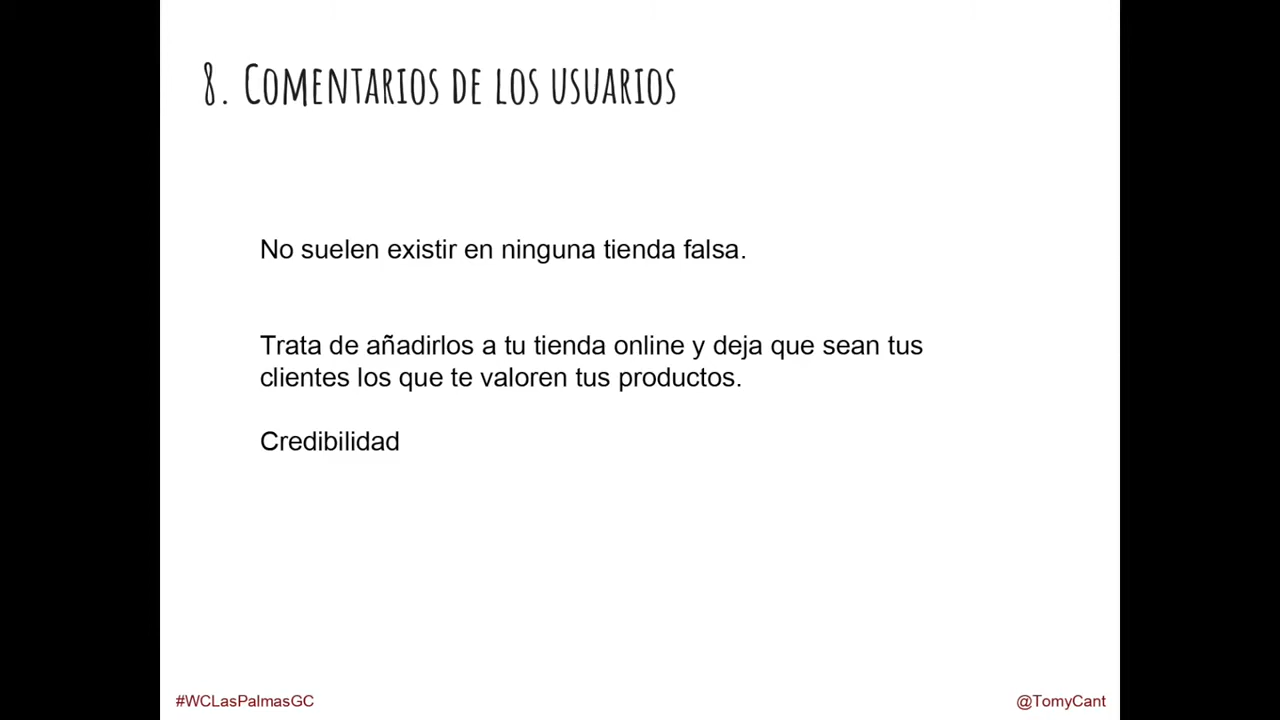 8. Comentarios de los usuarios
No suelen existir en ninguna tienda falsa.
Trata de añadirlos a tu tienda online y deja que sean tus
clientes los que te valoren tus productos.
Credibilidad
#WCLasPalmasGC
@TomyCant